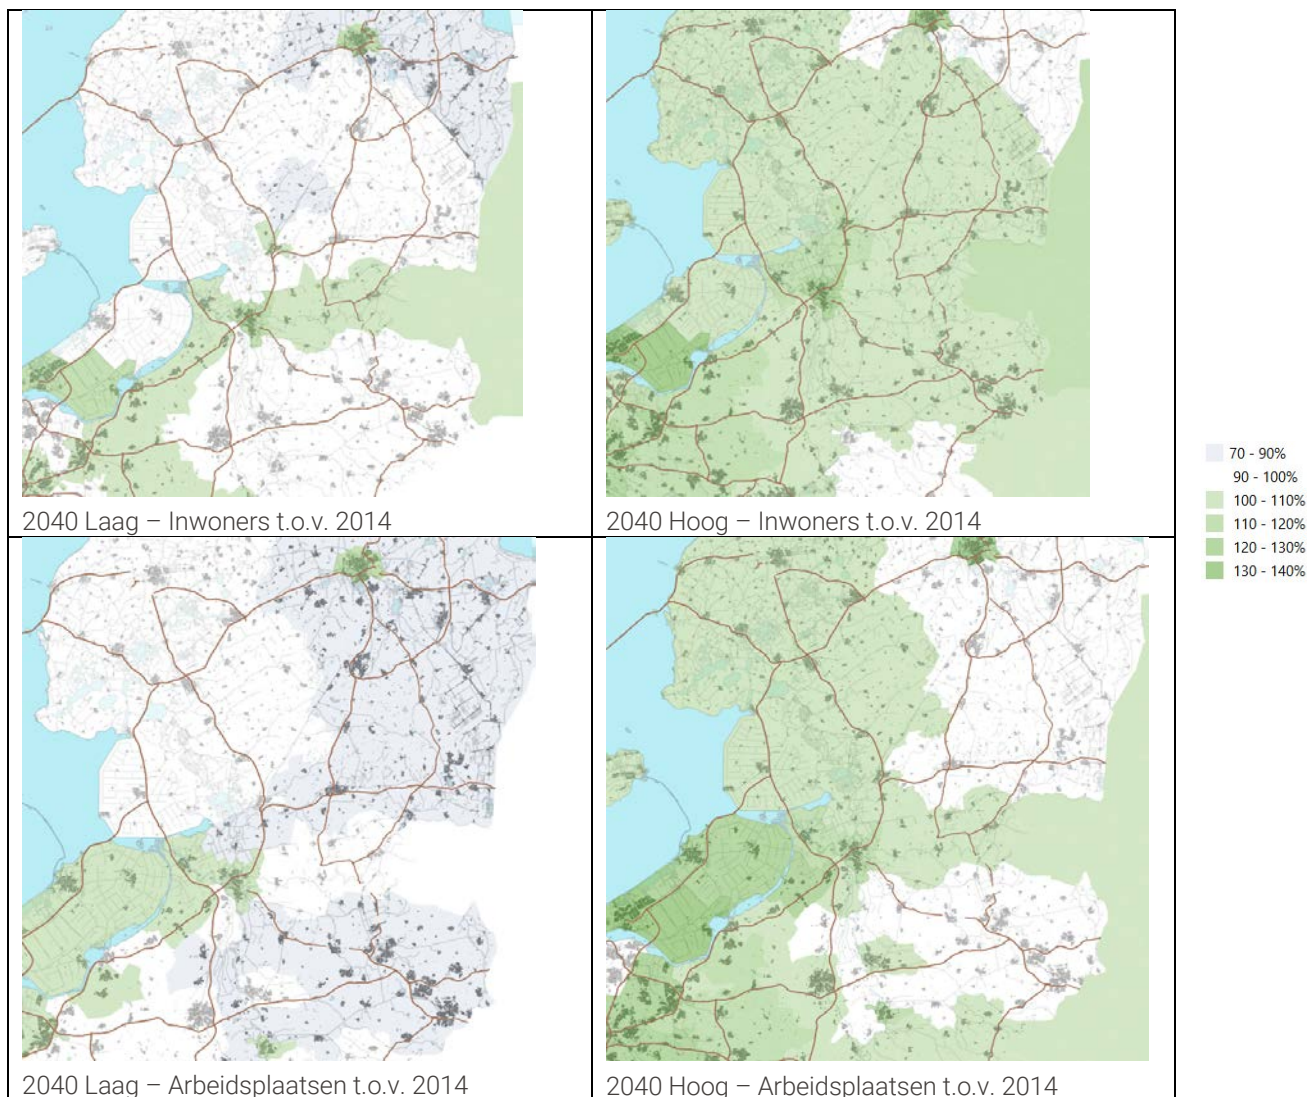 2040 Laag – Inwoners t.o.v. 2014
2040 Hoog – Inwoners t.o.v. 2014
70 - 90%
90 - 100%
100 - 110%
110 - 120%
120 - 130%
130 - 140%
2040 Laag – Arbeidsplaatsen t.o.v. 2014
2040 Hoog – Arbeidsplaatsen t.o.v. 2014